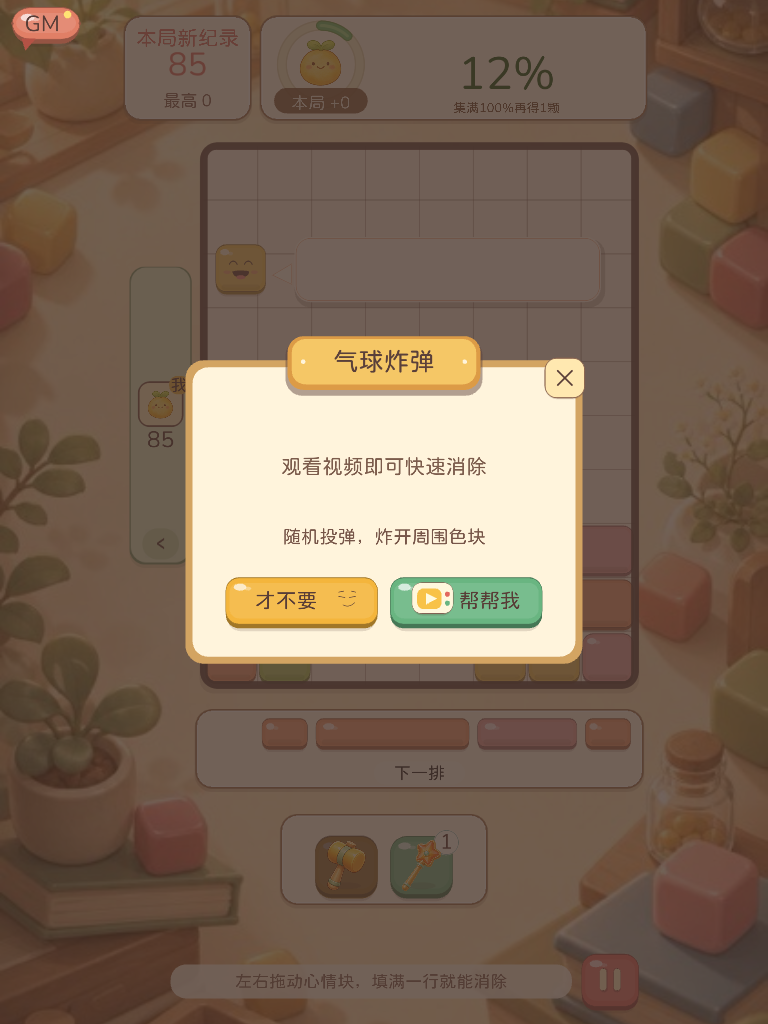 GM
本局新纪录
85
最高 0
本局 +0
12%
集满100%再得1颗
我
85
<
气球炸弹
观看视频即可快速消除
随机投弹，炸开周围色块
才不要
帮帮我
下一排
1
左右拖动心情块，填满一行就能消除